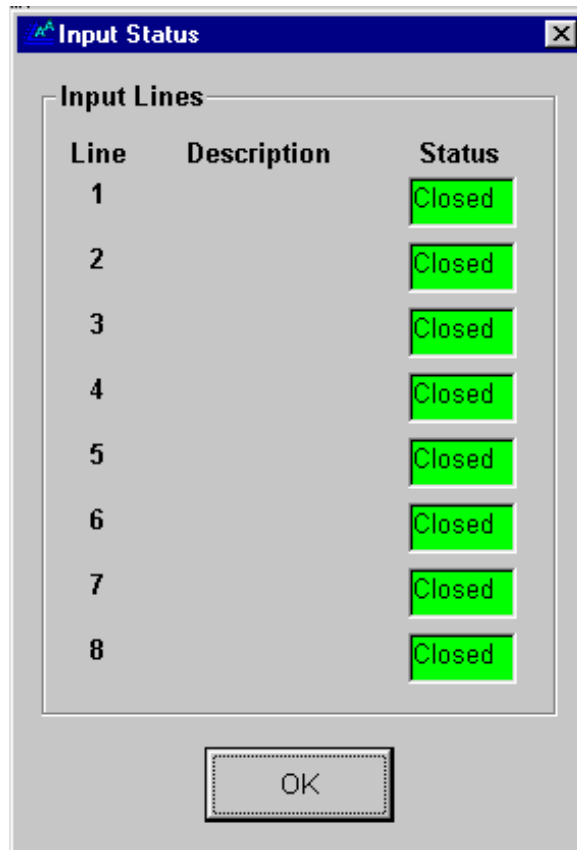 Input Status
Input Lines
Line Description Status
1 Closed
2 Closed
3 Closed
4 Closed
5 Closed
6 Closed
7 Closed
8 Closed
OK